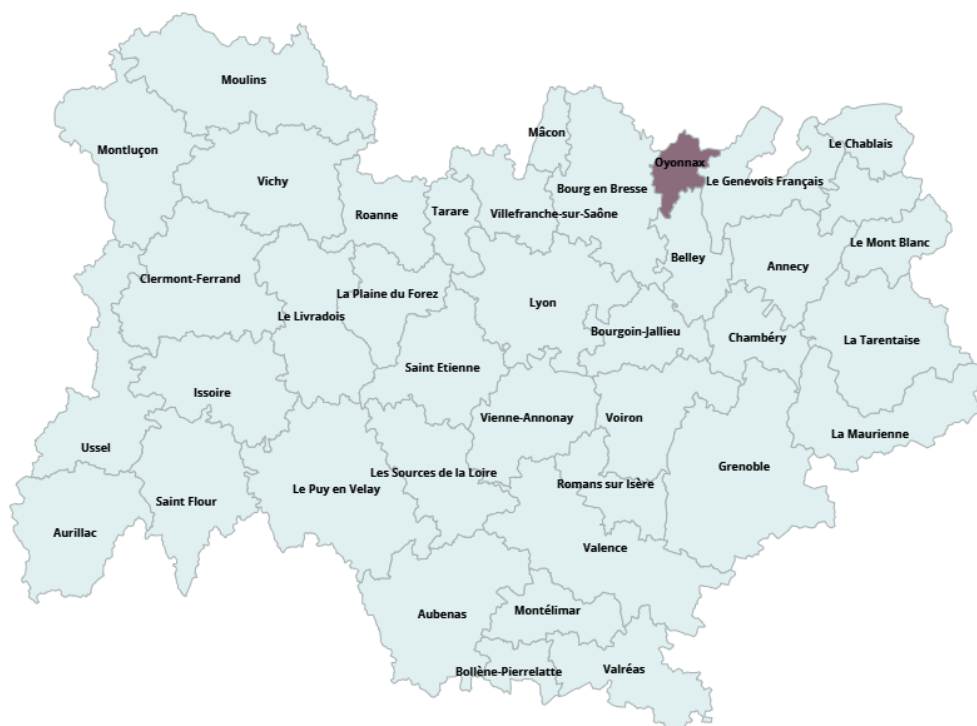 Moulins
Mâcon
Le Chablais
Montluçon
Oyonnax
Vichy
Le Genevois Français
Bourg en Bresse
Roanne
Tarare
Villefranche-sur-Saône
Le Mont Blanc
Belley
Annecy
Clermont-Ferrand
La Plaine du Forez
Lyon
Le Livradois
Bourgoin-Jallieu
Chambéry
La Tarentaise
Saint Etienne
Issoire
Vienne-Annonay
Voiron
La Maurienne
Ussel
Grenoble
Les Sources de la Loire
Romans sur Isère
Le Puy en Velay
Saint Flour
Aurillac
Valence
Aubenas
Montélimar
Bollène-Pierrelatte
Valréas